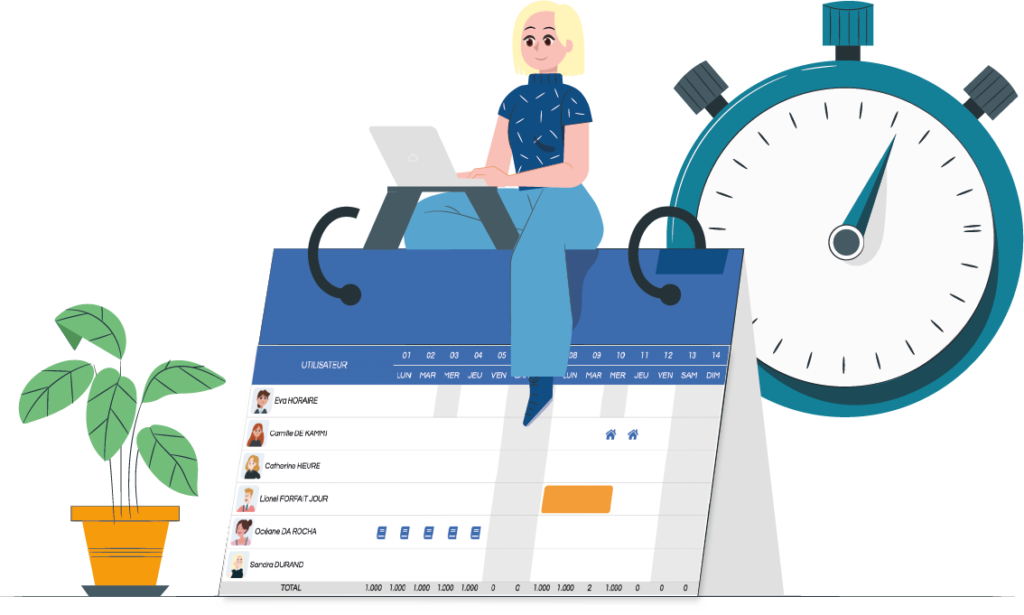 UTILISATEUR
01 02 03 04 05 08 09 10 11 12 13 14
LUN MAR MER JEU VEN LUN MAR MER JEU VEN SAM DIM
Eva HORAIRE
Camille DE KAMMI
Catherine HEURE
Lionel FORFAIT JOUR
Océane DA ROCHA
Sandra DURAND
TOTAL 1.000 1.000 1.000 1.000 1.000 0 0 1.000 1.000 2 1.000 0 0 0